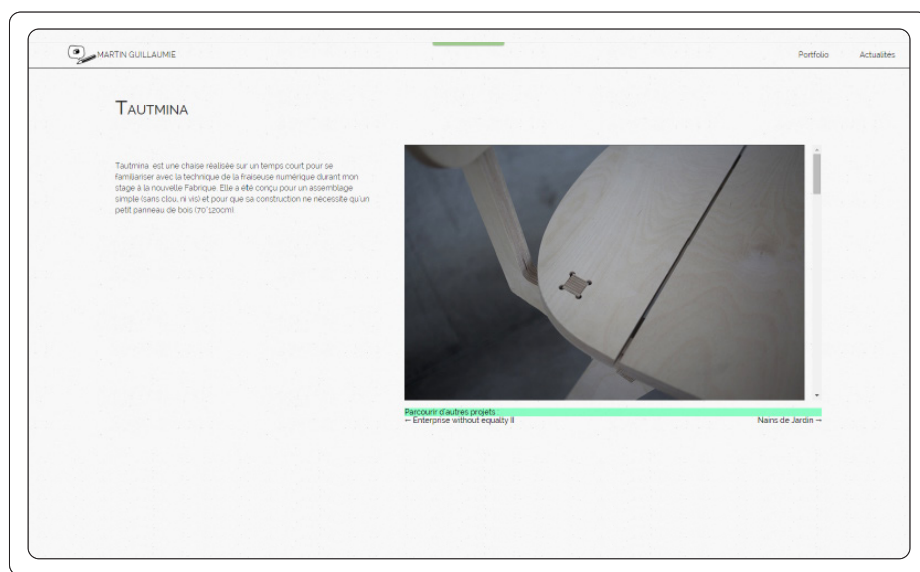 MARTIN GUILLAUMIE
Portfolio
Actualités
TAUTMINA
Tautmina est une chaise réalisée sur un temps court pour se
familiariser avec la technique de la fraiseuse numérique durant mon
stage à la nouvelle Fabrique. Elle a été conçu pour un assemblage
simple (sans clou, ni vis) et pour que sa construction ne nécessite qu'un
petit panneau de bois (70*1200m).
Parcourir d'autres projets :
← Enterprise without equalty II
Nains de Jardin →